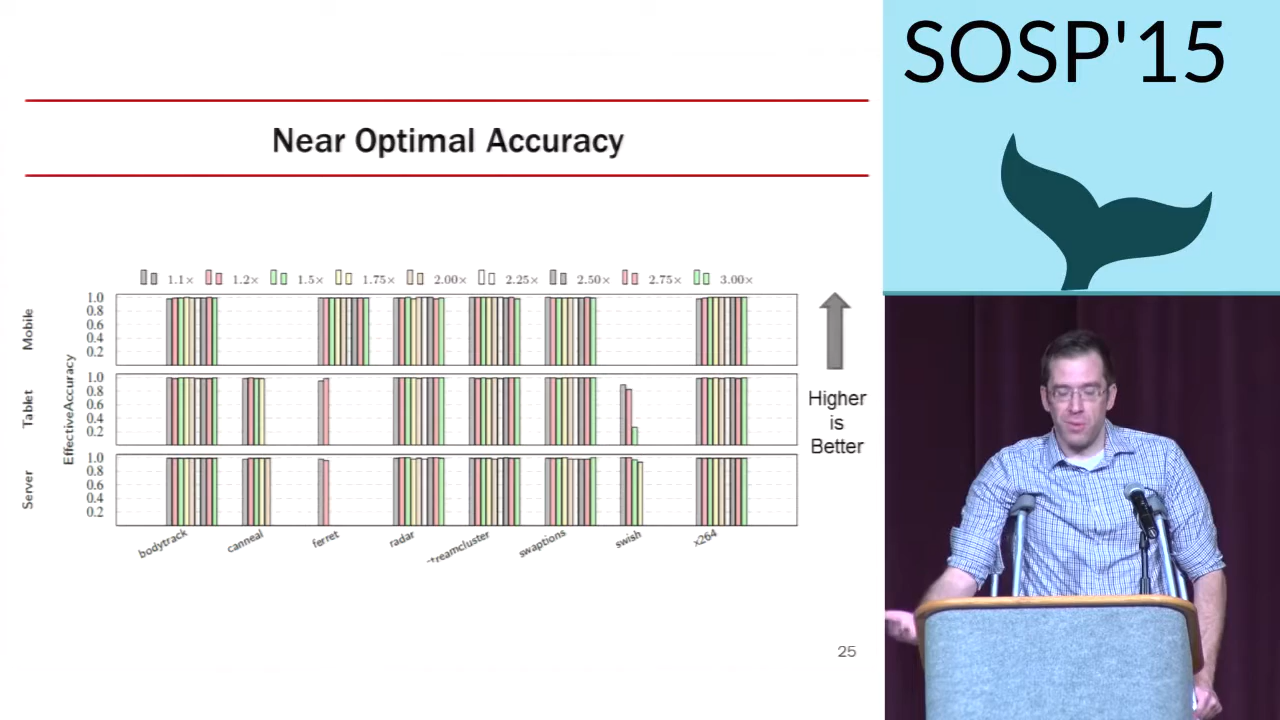 SOSP'15
Near Optimal Accuracy
1.1× 1.2× 1.5× 1.75× 2.00× 2.25× 2.50× 2.75× 3.00×
EffectiveAccuracy
Mobile
1.0
0.8
0.6
0.4
0.2
Tablet
1.0
0.8
0.6
0.4
0.2
Server
1.0
0.8
0.6
0.4
0.2
bodytrack canneal ferret radar treamcluster swaptions swish x264
Higher
is
Better
25